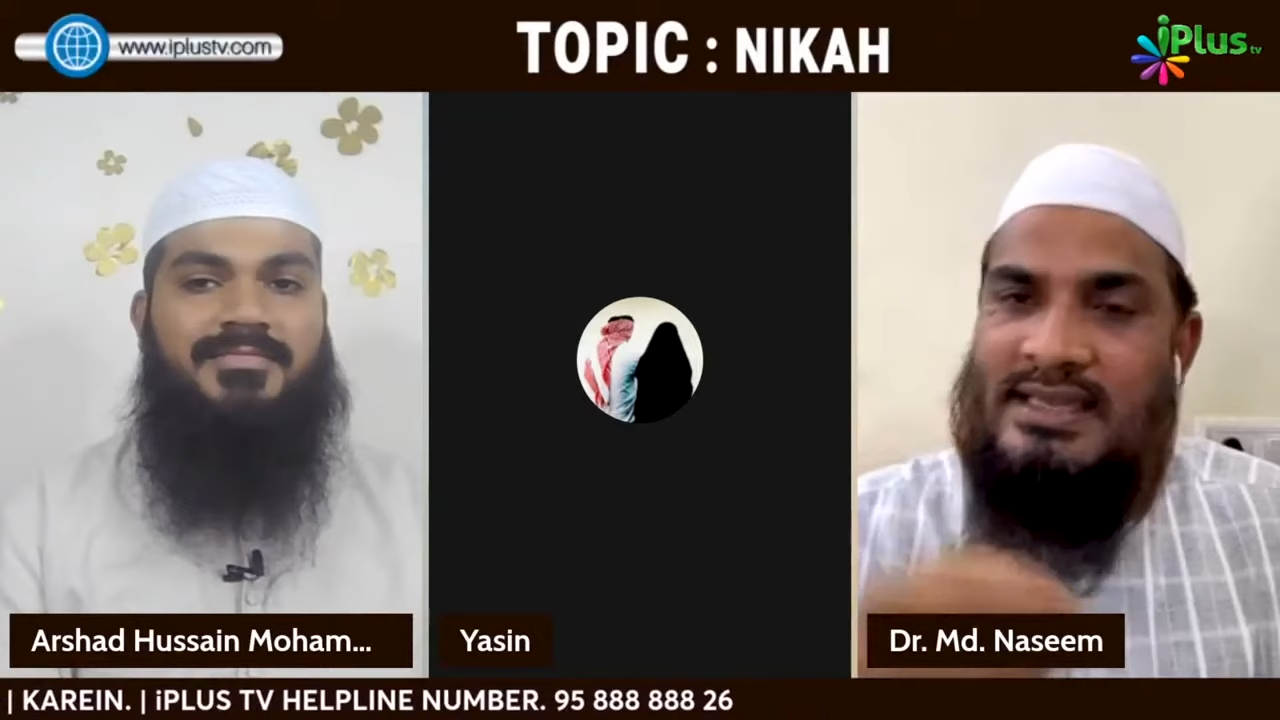 www.iplustv.com
TOPIC : NIKAH
iPlus tv
Arshad Hussain Moham...
Yasin
Dr. Md. Naseem
| KAREIN. | iPLUS TV HELPLINE NUMBER. 95 888 888 26